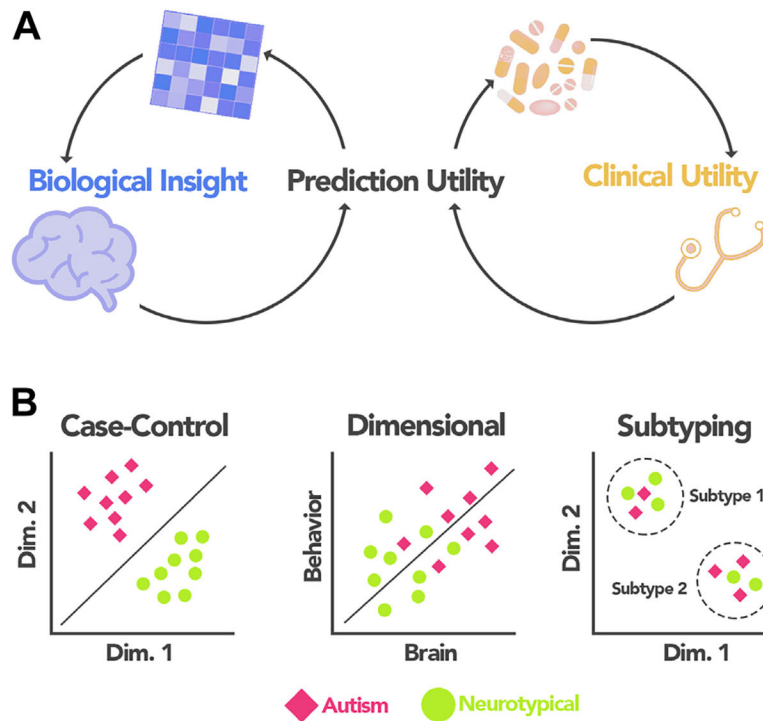 A
Biological Insight
Prediction Utility
Clinical Utility
B
Case-Control
Dimensional
Subtyping
Dim. 2
Dim. 1
Behavior
Brain
Dim. 2
Subtype 1
Subtype 2
Dim. 1
Autism
Neurotypical